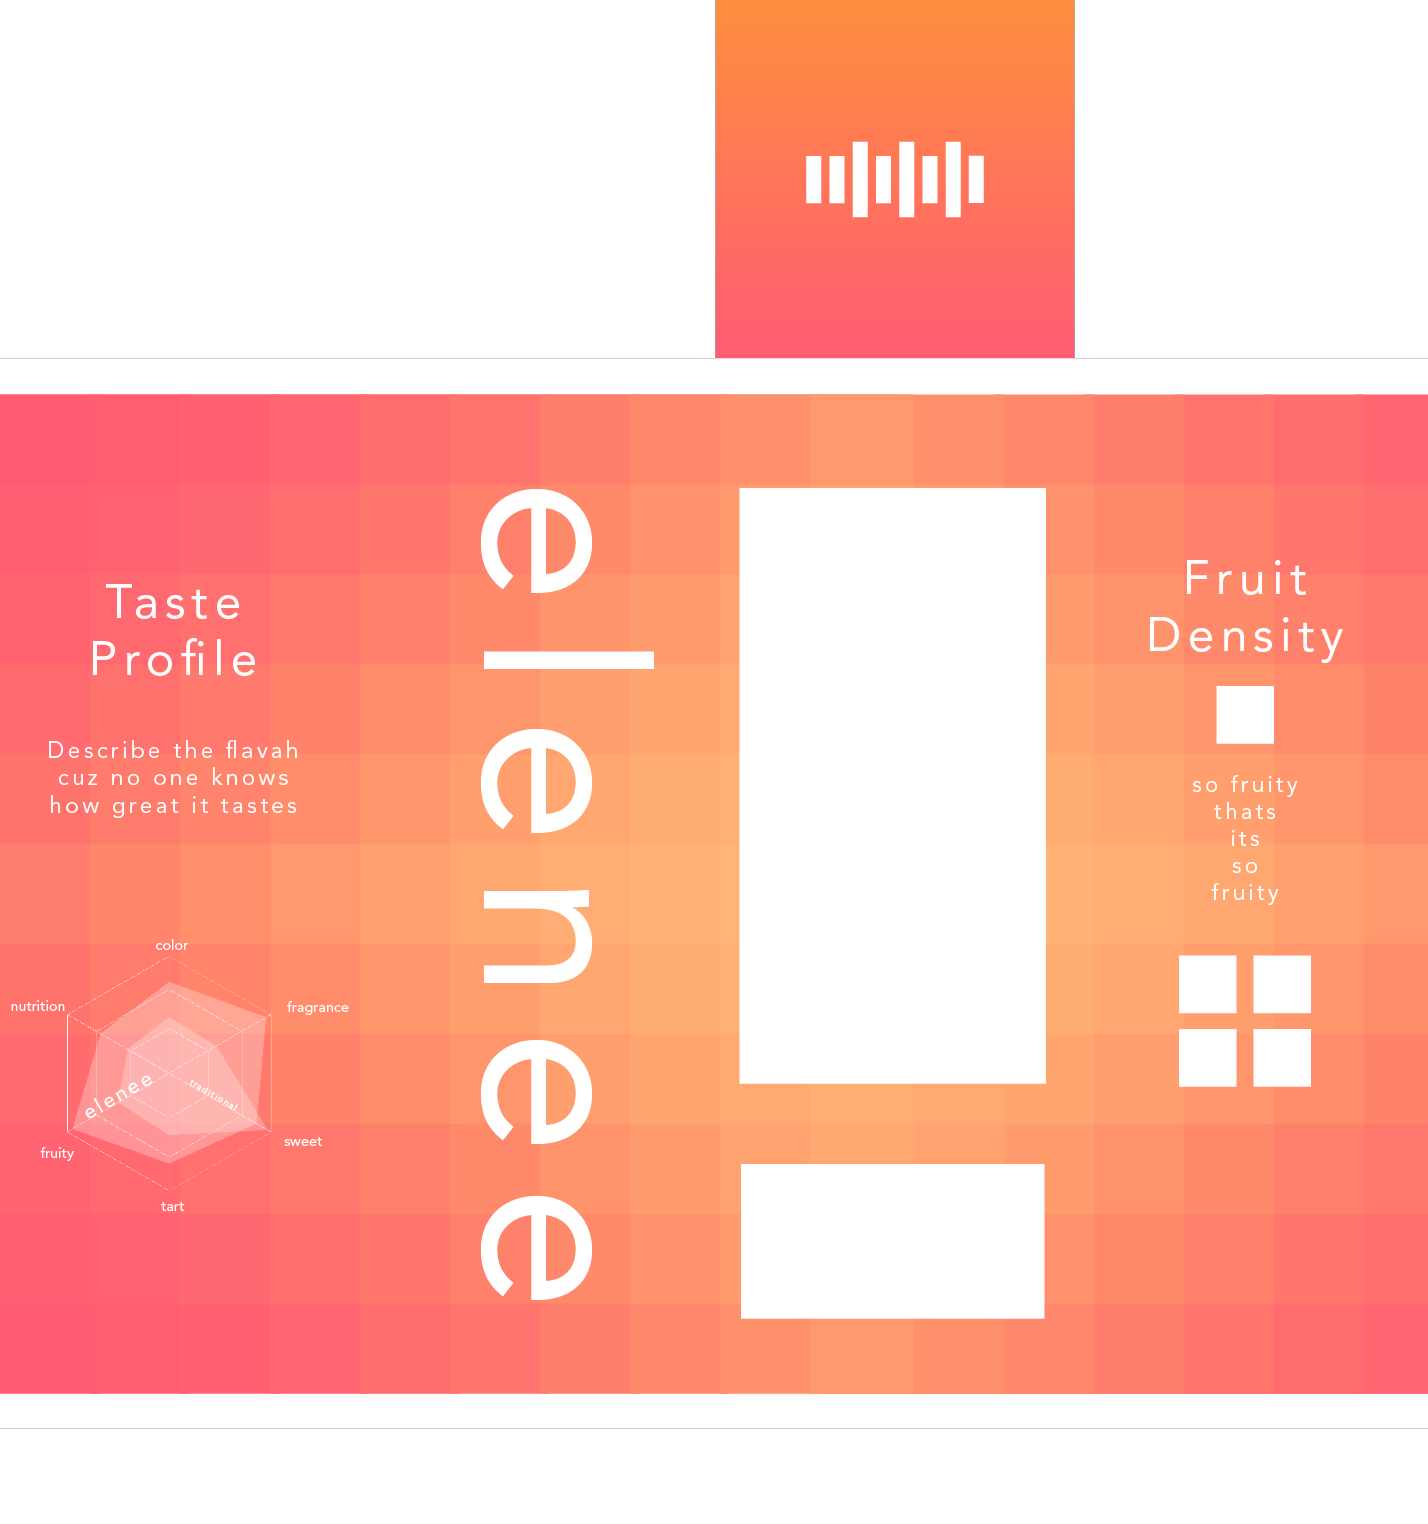 Taste
Profile
Describe the flavah
cuz no one knows
how great it tastes
color
nutrition
fragrance
elenee
traditional
fruity
sweet
tart
elenee
Fruit
Density
so fruity
thats
its
so
fruity